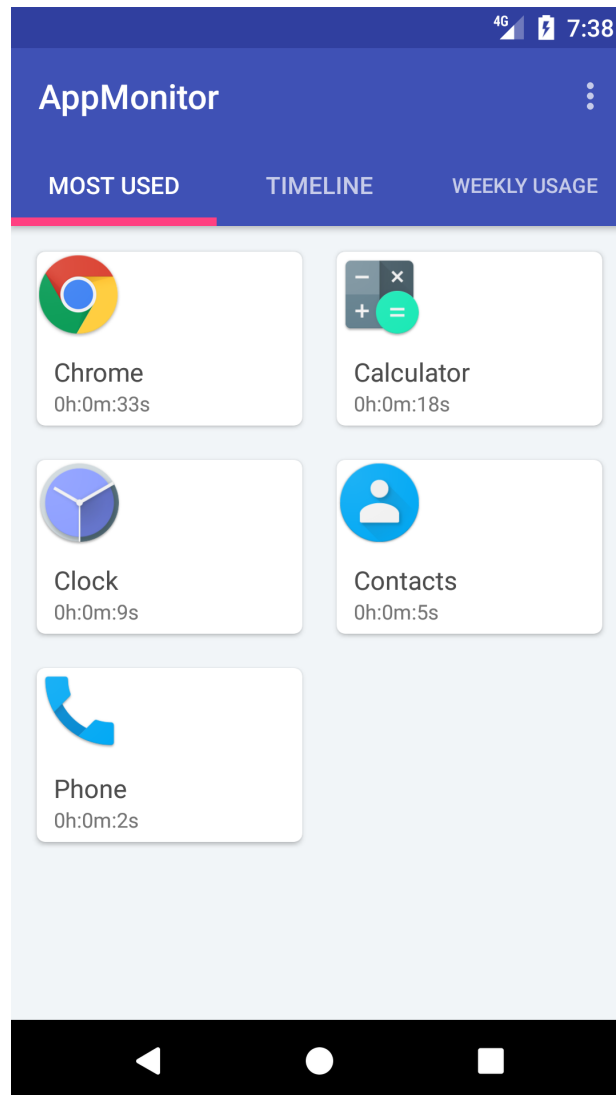 4G 7:38
AppMonitor
MOST USED TIMELINE WEEKLY USAGE
Chrome
0h:0m:33s
Calculator
0h:0m:18s
Clock
0h:0m:9s
Contacts
0h:0m:5s
Phone
0h:0m:2s